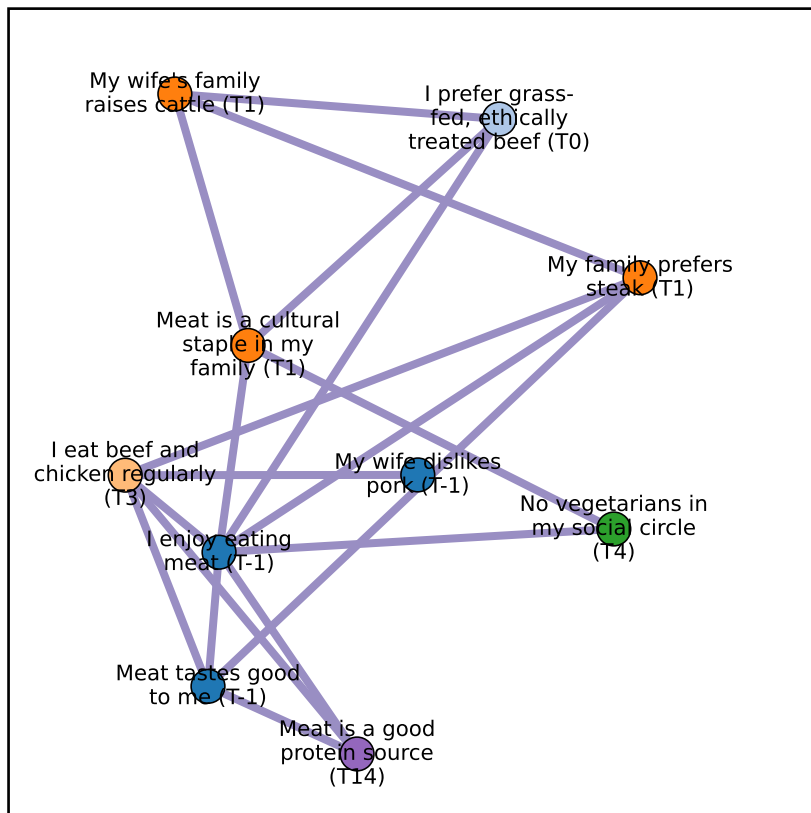 My wife's family
raises cattle (T1)
I prefer grass-
fed, ethically
treated beef (T0)
My family prefers
steak (T1)
Meat is a cultural
staple in my
family (T1)
I eat beef and
chicken regularly
(T3)
My wife dislikes
pork (T-1)
No vegetarians in
my social circle
(T4)
I enjoy eating
meat (T-1)
Meat tastes good
to me (T-1)
Meat is a good
protein source
(T14)